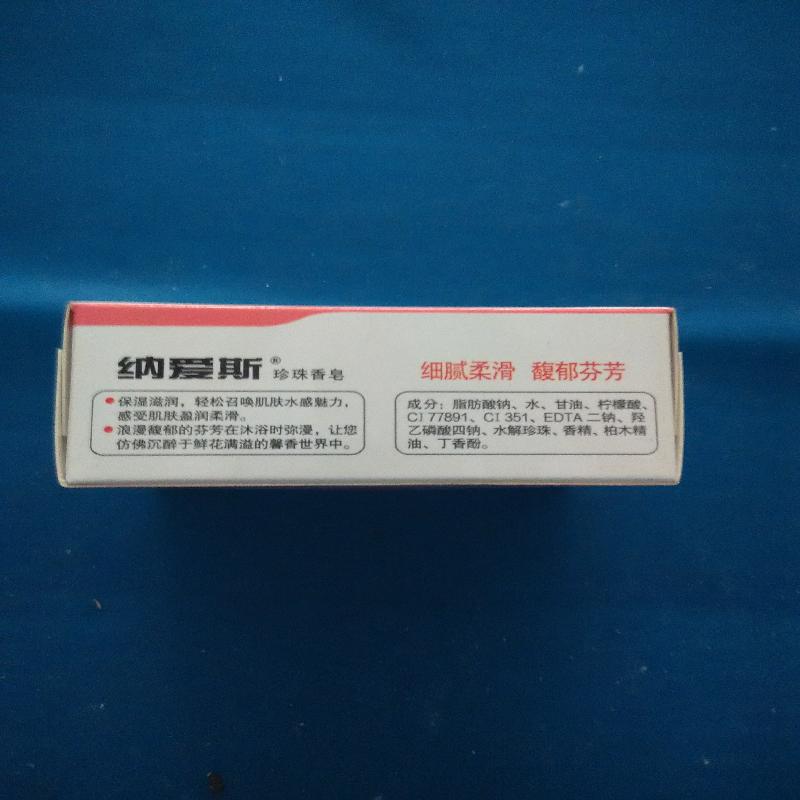 纳爱斯® 珍珠香皂
细腻柔滑 馥郁芬芳
●保湿滋润，轻松召唤肌肤水感魅力，
感受肌肤盈润柔滑。
●浪漫馥郁的芬芳在沐浴时弥漫，让您
仿佛沉醉于鲜花满溢的馨香世界中。
成分：脂肪酸钠、水、甘油、柠檬酸、
CI 77891、CI 351、EDTA 二钠、羟
乙磷酸四钠、水解珍珠、香精、柏木精
油、丁香酚。